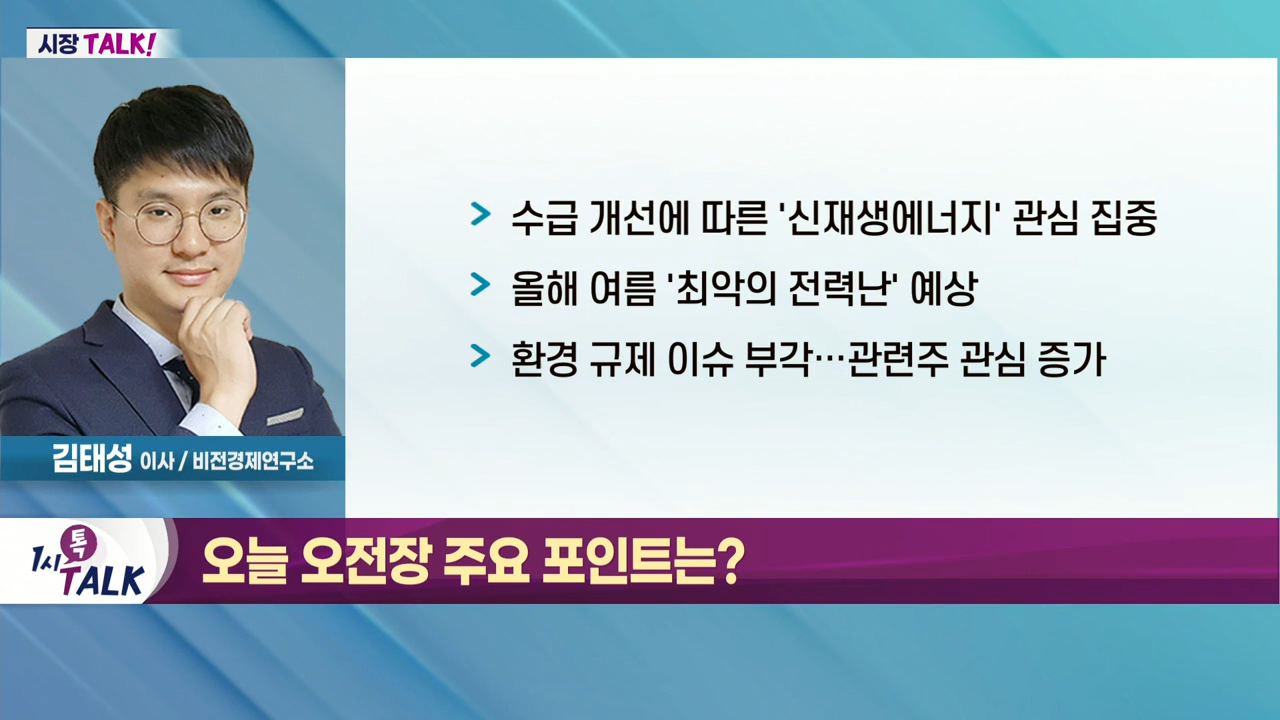 시장 TALK!
> 수급 개선에 따른 '신재생에너지' 관심 집중
> 올해 여름 '최악의 전력난' 예상
> 환경 규제 이슈 부각…관련주 관심 증가
김태성 이사 / 비전경제연구소
1시 톡 TALK
오늘 오전장 주요 포인트는?